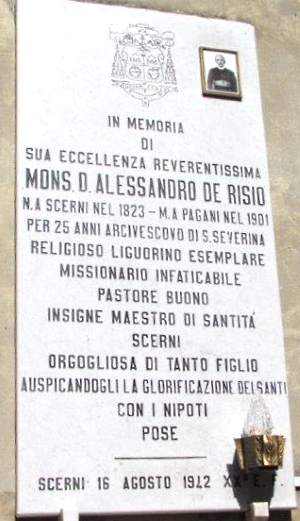 IN MEMORIA
DI
SUA ECCELLENZA REVERENTISSIMA
MONS. D. ALESSANDRO DE RISIO
N. A SCERNI NEL 1823 - M. A PAGANI NEL 1901
PER 25 ANNI ARCIVESCOVO DI S. SEVERINA
RELIGIOSO LIGUORINO ESEMPLARE
MISSIONARIO INFATICABILE
PASTORE BUONO
INSIGNE MAESTRO DI SANTITÁ
SCERNI
ORGOGLIOSA DI TANTO FIGLIO
AUSPICANDOGLI LA GLORIFICAZIONE DEI SANTI
CON I NIPOTI
POSE
SCERNI 16 AGOSTO 1942 XX° E. F.